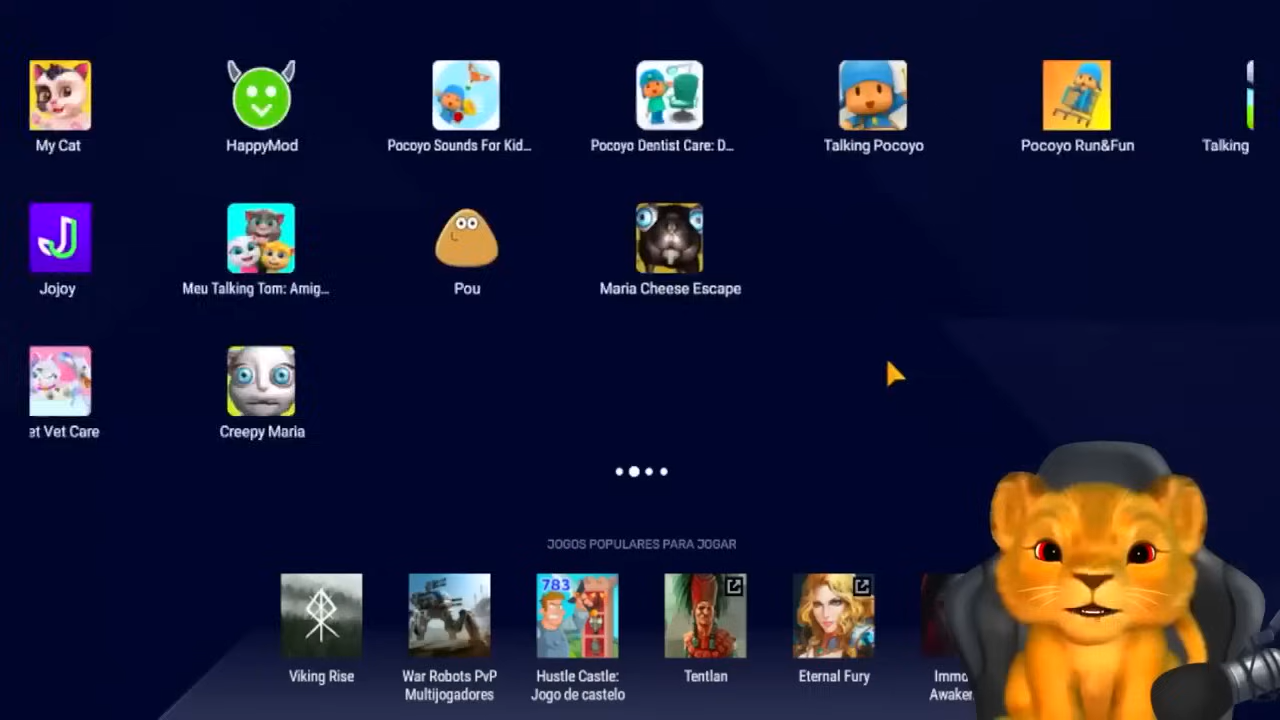 My Cat
HappyMod
Pocoyo Sounds For Kid...
Pocoyo Dentist Care: D...
Talking Pocoyo
Pocoyo Run&Fun
Talking
Jojoy
Meu Talking Tom: Amig...
Pou
Maria Cheese Escape
et Vet Care
Creepy Maria
JOGOS POPULARES PARA JOGAR
783
Viking Rise
War Robots PvP
Multijogadores
Hustle Castle:
Jogo de castelo
Tentlan
Eternal Fury
Immo
Awaken